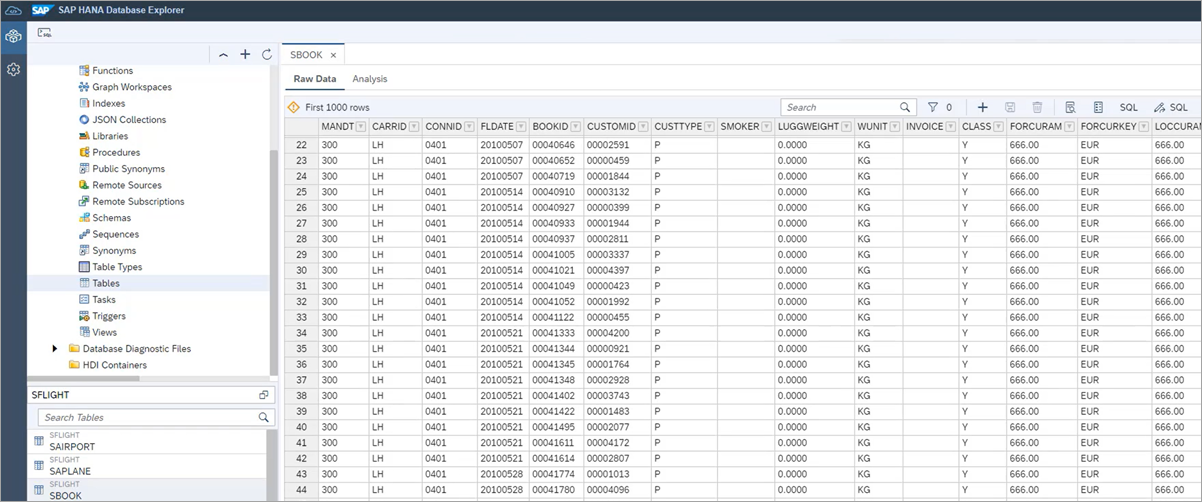 SAP SAP HANA Database Explorer
Functions
Graph Workspaces
Indexes
JSON Collections
Libraries
Procedures
Public Synonyms
Remote Sources
Remote Subscriptions
Schemas
Sequences
Synonyms
Table Types
Tables
Tasks
Triggers
Views
Database Diagnostic Files
HDI Containers
SFLIGHT
Search Tables
SFLIGHT
SAIRPORT
SFLIGHT
SAPLANE
SFLIGHT
SBOOK
SBOOK ×
Raw Data Analysis
First 1000 rows Search 0 SQL SQL
MANDT CARRID CONNID FLDATE BOOKID CUSTOMID CUSTTYPE SMOKER LUGGWEIGHT WUNIT INVOICE CLASS FORCURAM FORCURKEY LOCCURAM
22 300 LH 0401 20100507 00040646 00002591 P 0.0000 KG Y 666.00 EUR 666.00
23 300 LH 0401 20100507 00040652 00000459 P 0.0000 KG Y 666.00 EUR 666.00
24 300 LH 0401 20100507 00040719 00001844 P 0.0000 KG Y 666.00 EUR 666.00
25 300 LH 0401 20100514 00040910 00003132 P 0.0000 KG Y 666.00 EUR 666.00
26 300 LH 0401 20100514 00040927 00000399 P 0.0000 KG Y 666.00 EUR 666.00
27 300 LH 0401 20100514 00040933 00001944 P 0.0000 KG Y 666.00 EUR 666.00
28 300 LH 0401 20100514 00040937 00002811 P 0.0000 KG Y 666.00 EUR 666.00
29 300 LH 0401 20100514 00041005 00003337 P 0.0000 KG Y 666.00 EUR 666.00
30 300 LH 0401 20100514 00041021 00004397 P 0.0000 KG Y 666.00 EUR 666.00
31 300 LH 0401 20100514 00041049 00000423 P 0.0000 KG Y 666.00 EUR 666.00
32 300 LH 0401 20100514 00041052 00001992 P 0.0000 KG Y 666.00 EUR 666.00
33 300 LH 0401 20100514 00041122 00000455 P 0.0000 KG Y 666.00 EUR 666.00
34 300 LH 0401 20100521 00041333 00004200 P 0.0000 KG Y 666.00 EUR 666.00
35 300 LH 0401 20100521 00041344 00000921 P 0.0000 KG Y 666.00 EUR 666.00
36 300 LH 0401 20100521 00041345 00001764 P 0.0000 KG Y 666.00 EUR 666.00
37 300 LH 0401 20100521 00041348 00002928 P 0.0000 KG Y 666.00 EUR 666.00
38 300 LH 0401 20100521 00041402 00003743 P 0.0000 KG Y 666.00 EUR 666.00
39 300 LH 0401 20100521 00041422 00001483 P 0.0000 KG Y 666.00 EUR 666.00
40 300 LH 0401 20100521 00041495 00002077 P 0.0000 KG Y 666.00 EUR 666.00
41 300 LH 0401 20100521 00041611 00004172 P 0.0000 KG Y 666.00 EUR 666.00
42 300 LH 0401 20100521 00041614 00002807 P 0.0000 KG Y 666.00 EUR 666.00
43 300 LH 0401 20100528 00041774 00001013 P 0.0000 KG Y 666.00 EUR 666.00
44 300 LH 0401 20100528 00041780 00004096 P 0.0000 KG Y 666.00 EUR 666.00